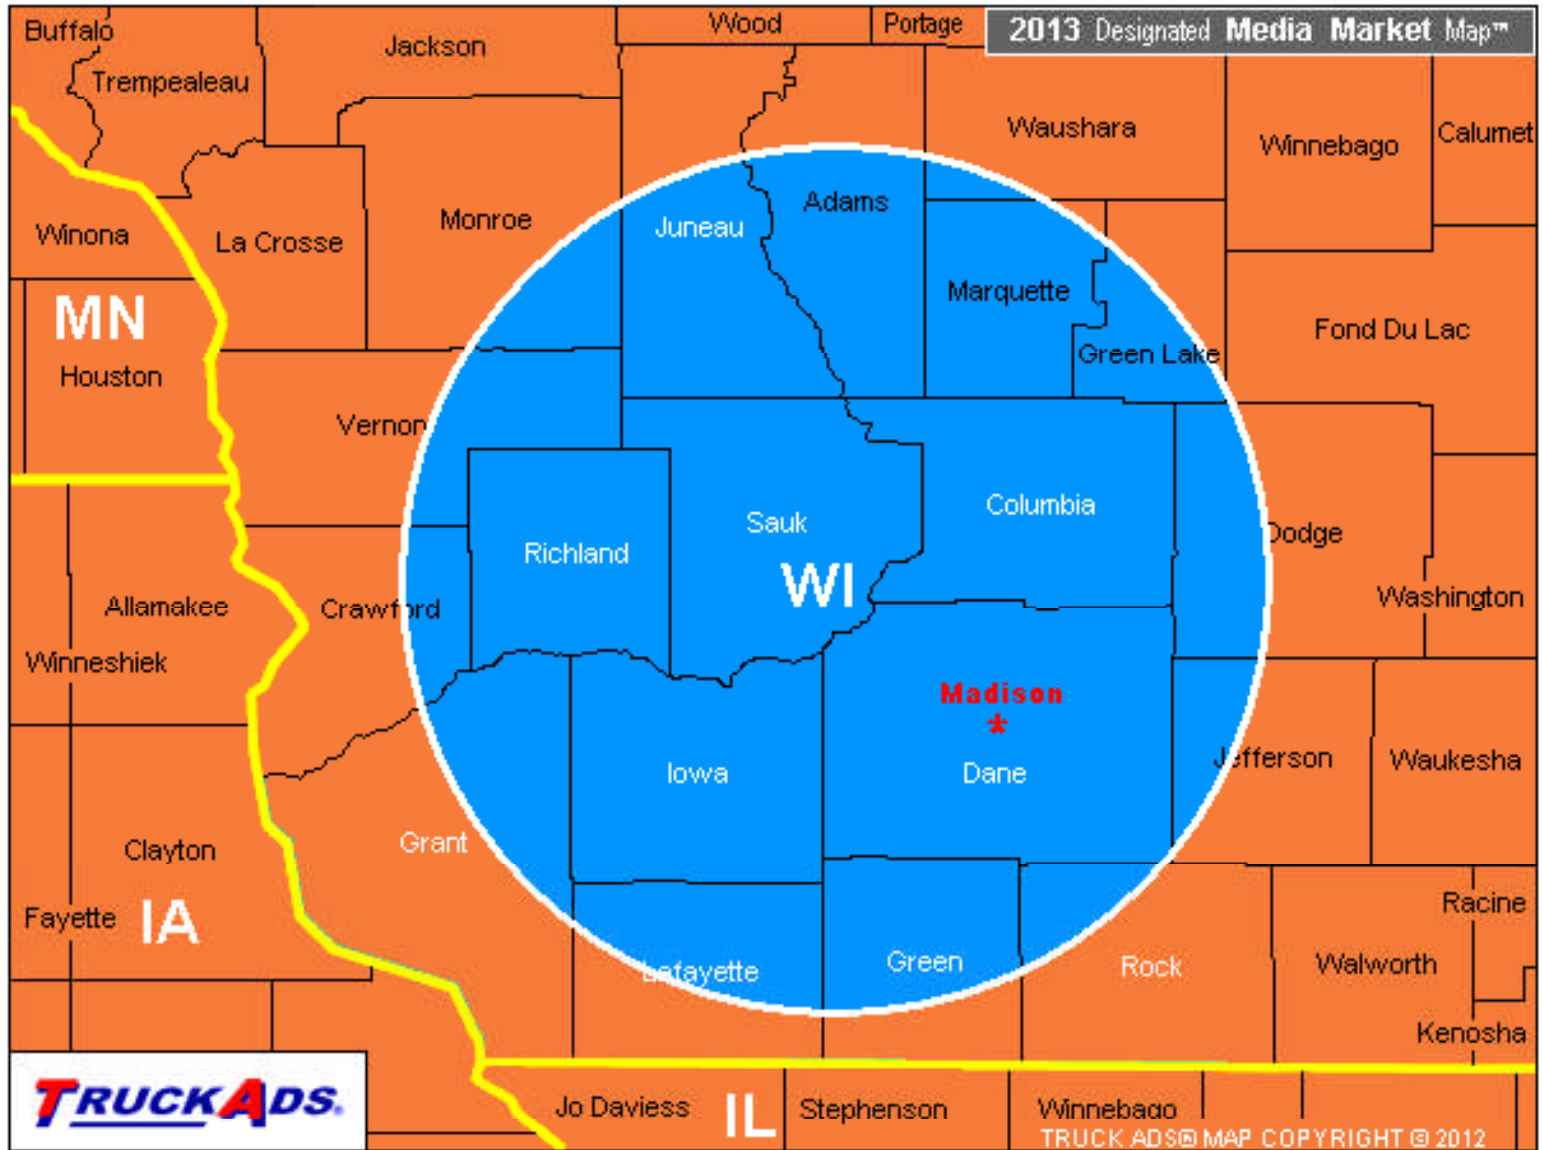 Buffalo
Wood
Portage
2013 Designated Media Market Map™
Jackson
Trempealeau
Waushara
Winnebago
Calumet
Adams
Monroe
Juneau
Winona
La Crosse
Marquette
MN
Fond Du Lac
Green Lake
Houston
Vernon
Columbia
Sauk
Dodge
Richland
WI
Washington
Allamakee
Crawford
Winneshiek
Madison
*
Jefferson
Waukesha
Iowa
Dane
Grant
Clayton
Racine
Fayette
IA
Lafayette
Green
Rock
Walworth
Kenosha
TRUCKADS®
Jo Daviess
IL
Stephenson
Winnebago
TRUCK ADS® MAP COPYRIGHT © 2012